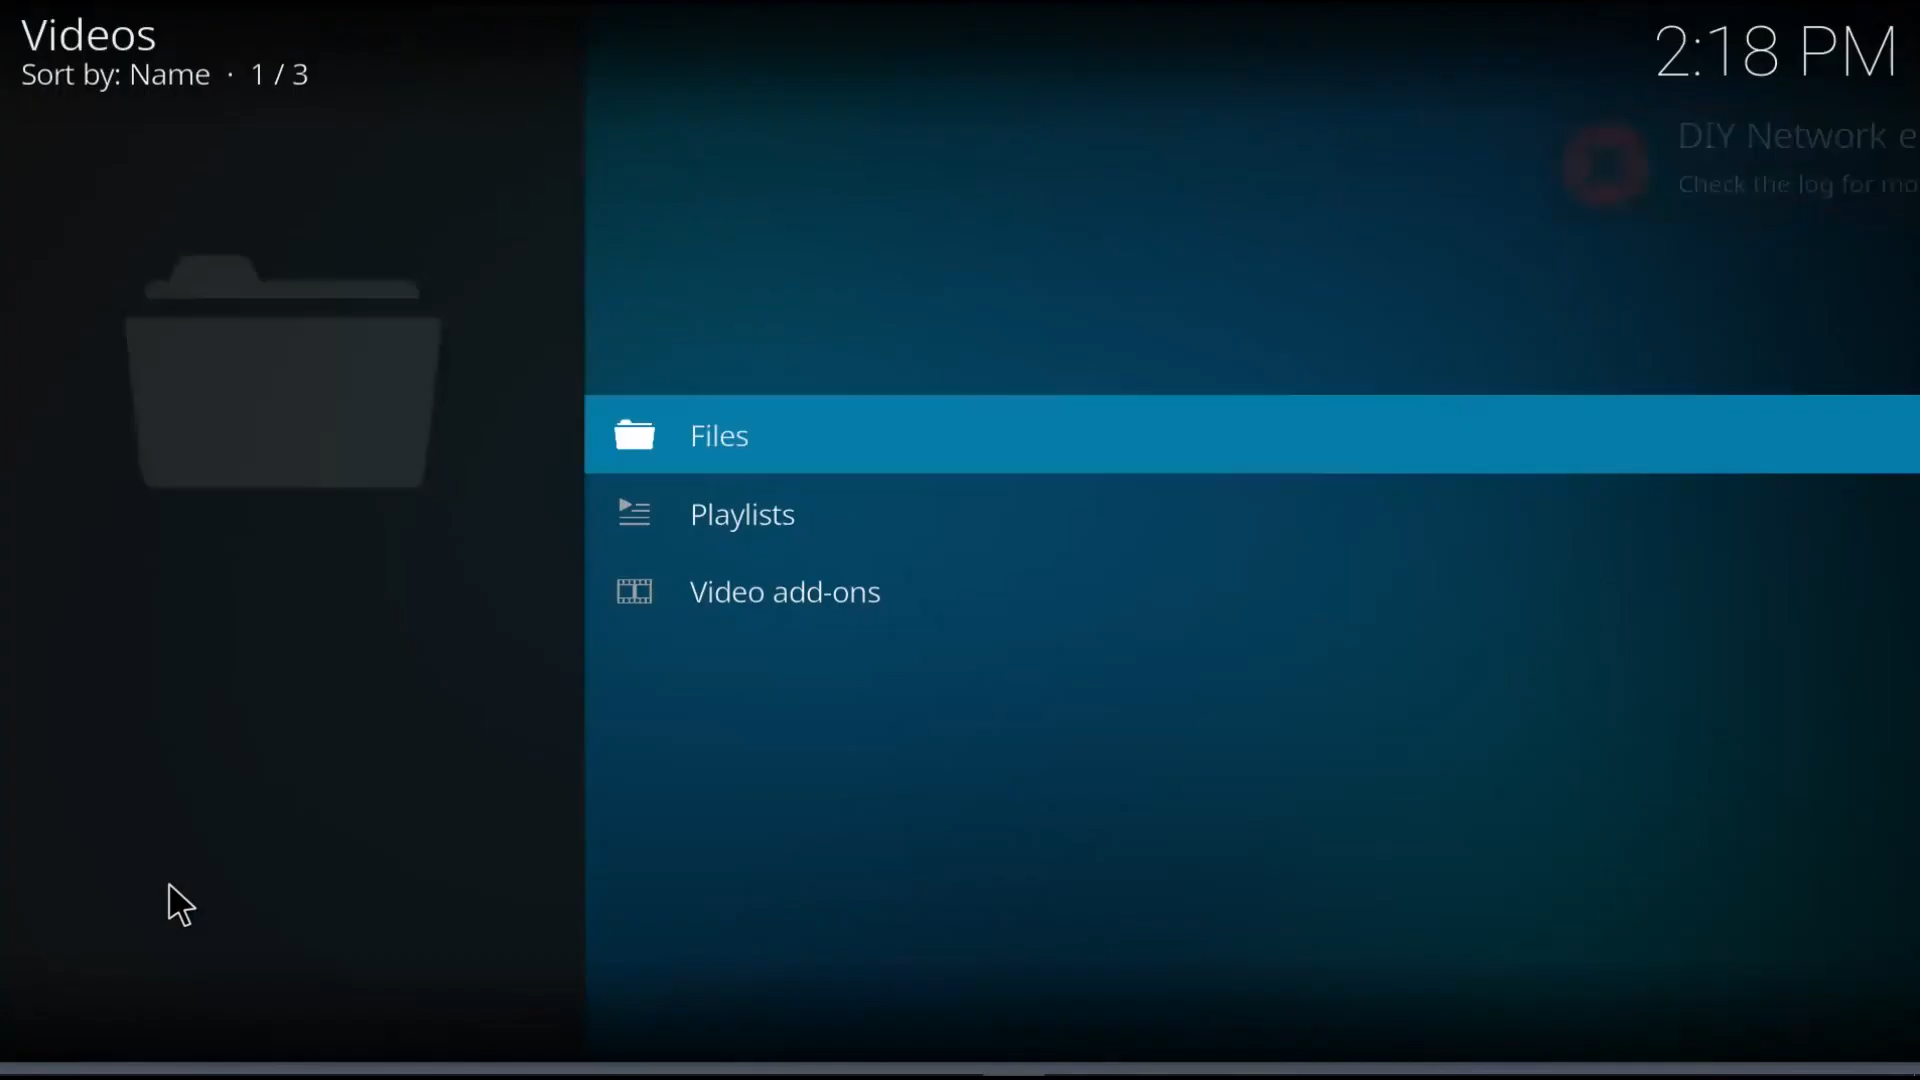 Videos
Sort by: Name · 1 / 3
2:18 PM
DIY Network e
Check the log for mo
Files
Playlists
Video add-ons